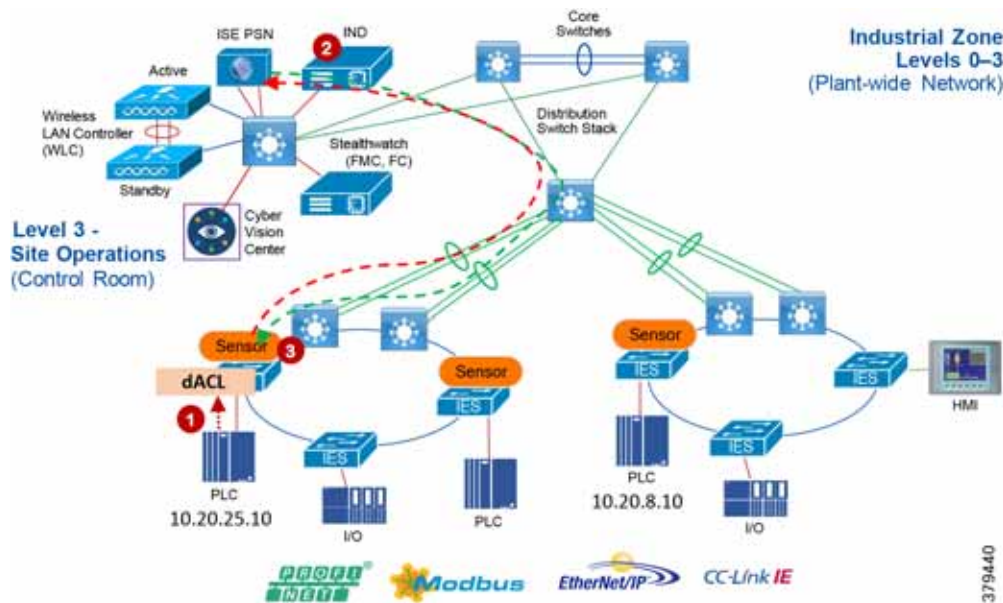 ISE PSN
2
IND
Core
Switches
Industrial Zone
Levels 0–3
(Plant-wide Network)
Active
Wireless
LAN Controller
(WLC)
Standby
Stealthwatch
(FMC, FC)
Distribution
Switch Stack
Cyber
Vision
Center
Level 3 -
Site Operations
(Control Room)
Sensor
3
dACL
1
PLC
10.20.25.10
IES
I/O
Sensor
IES
PLC
Sensor
IES
PLC
10.20.8.10
IES
I/O
IES
HMI
PROFI
NET
®
Modbus
EtherNet/IP
CC-Link IE
379440